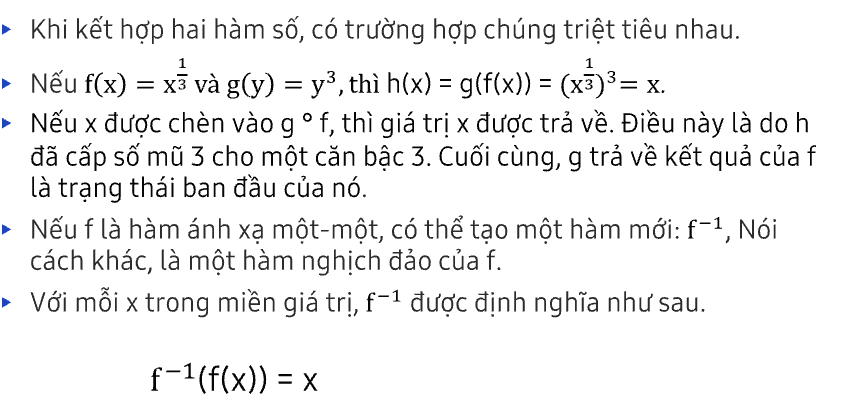 ▸ Khi kết hợp hai hàm số, có trường hợp chúng triệt tiêu nhau.
▸ Nếu f(x) = x^{1/3} và g(y) = y³, thì h(x) = g(f(x)) = (x^{1/3})³= x.
▸ Nếu x được chèn vào g ° f, thì giá trị x được trả về. Điều này là do h
đã cấp số mũ 3 cho một căn bậc 3. Cuối cùng, g trả về kết quả của f
là trạng thái ban đầu của nó.
▸ Nếu f là hàm ánh xạ một-một, có thể tạo một hàm mới: f⁻¹, Nói
cách khác, là một hàm nghịch đảo của f.
▸ Với mỗi x trong miền giá trị, f⁻¹ được định nghĩa như sau.
f⁻¹(f(x)) = x